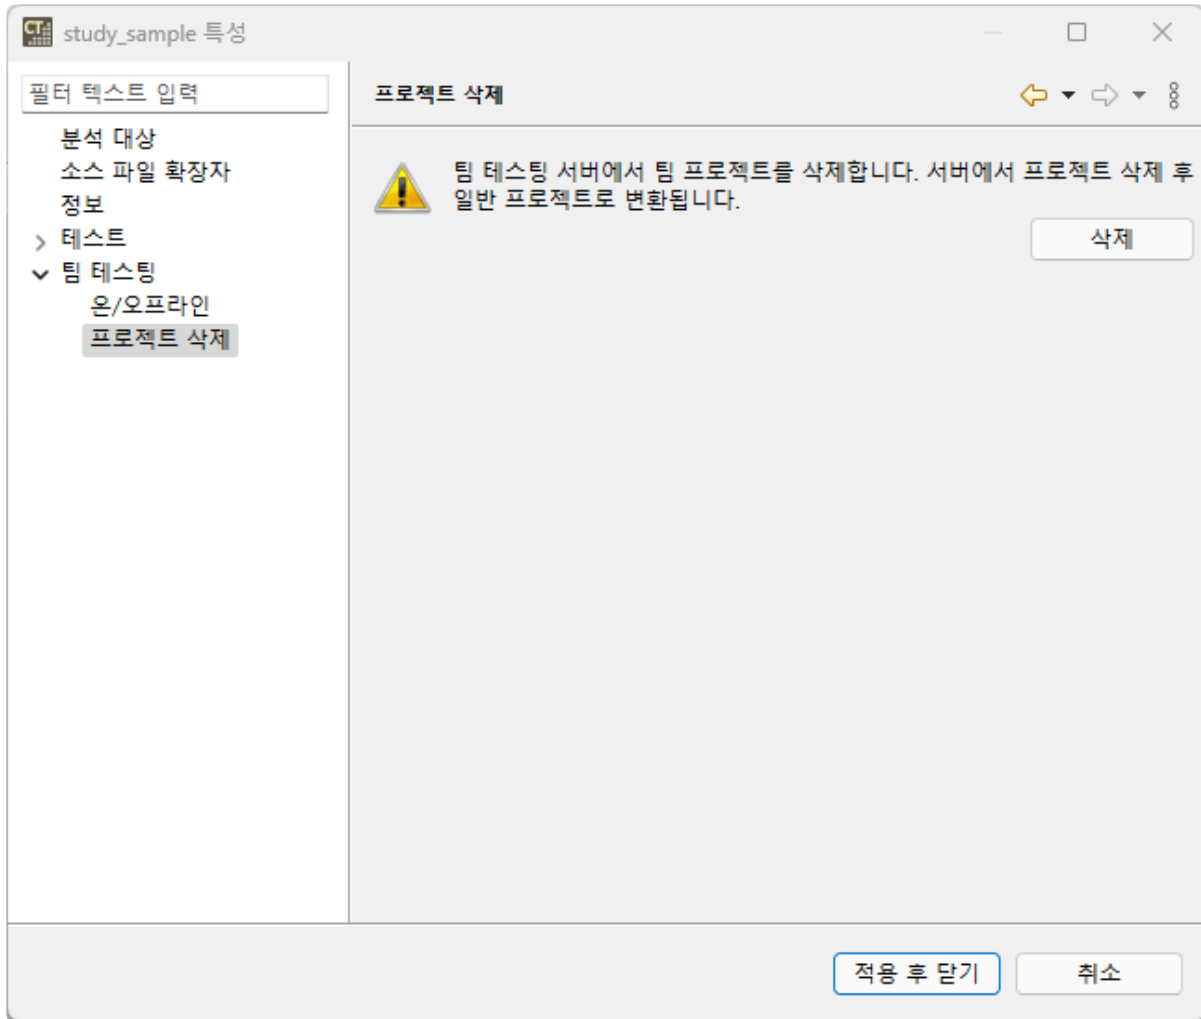 CT
study_sample 특성
필터 텍스트 입력
분석 대상
소스 파일 확장자
정보
테스트
팀 테스팅
온/오프라인
프로젝트 삭제
프로젝트 삭제
팀 테스팅 서버에서 팀 프로젝트를 삭제합니다. 서버에서 프로젝트 삭제 후
일반 프로젝트로 변환됩니다.
삭제
적용 후 닫기
취소